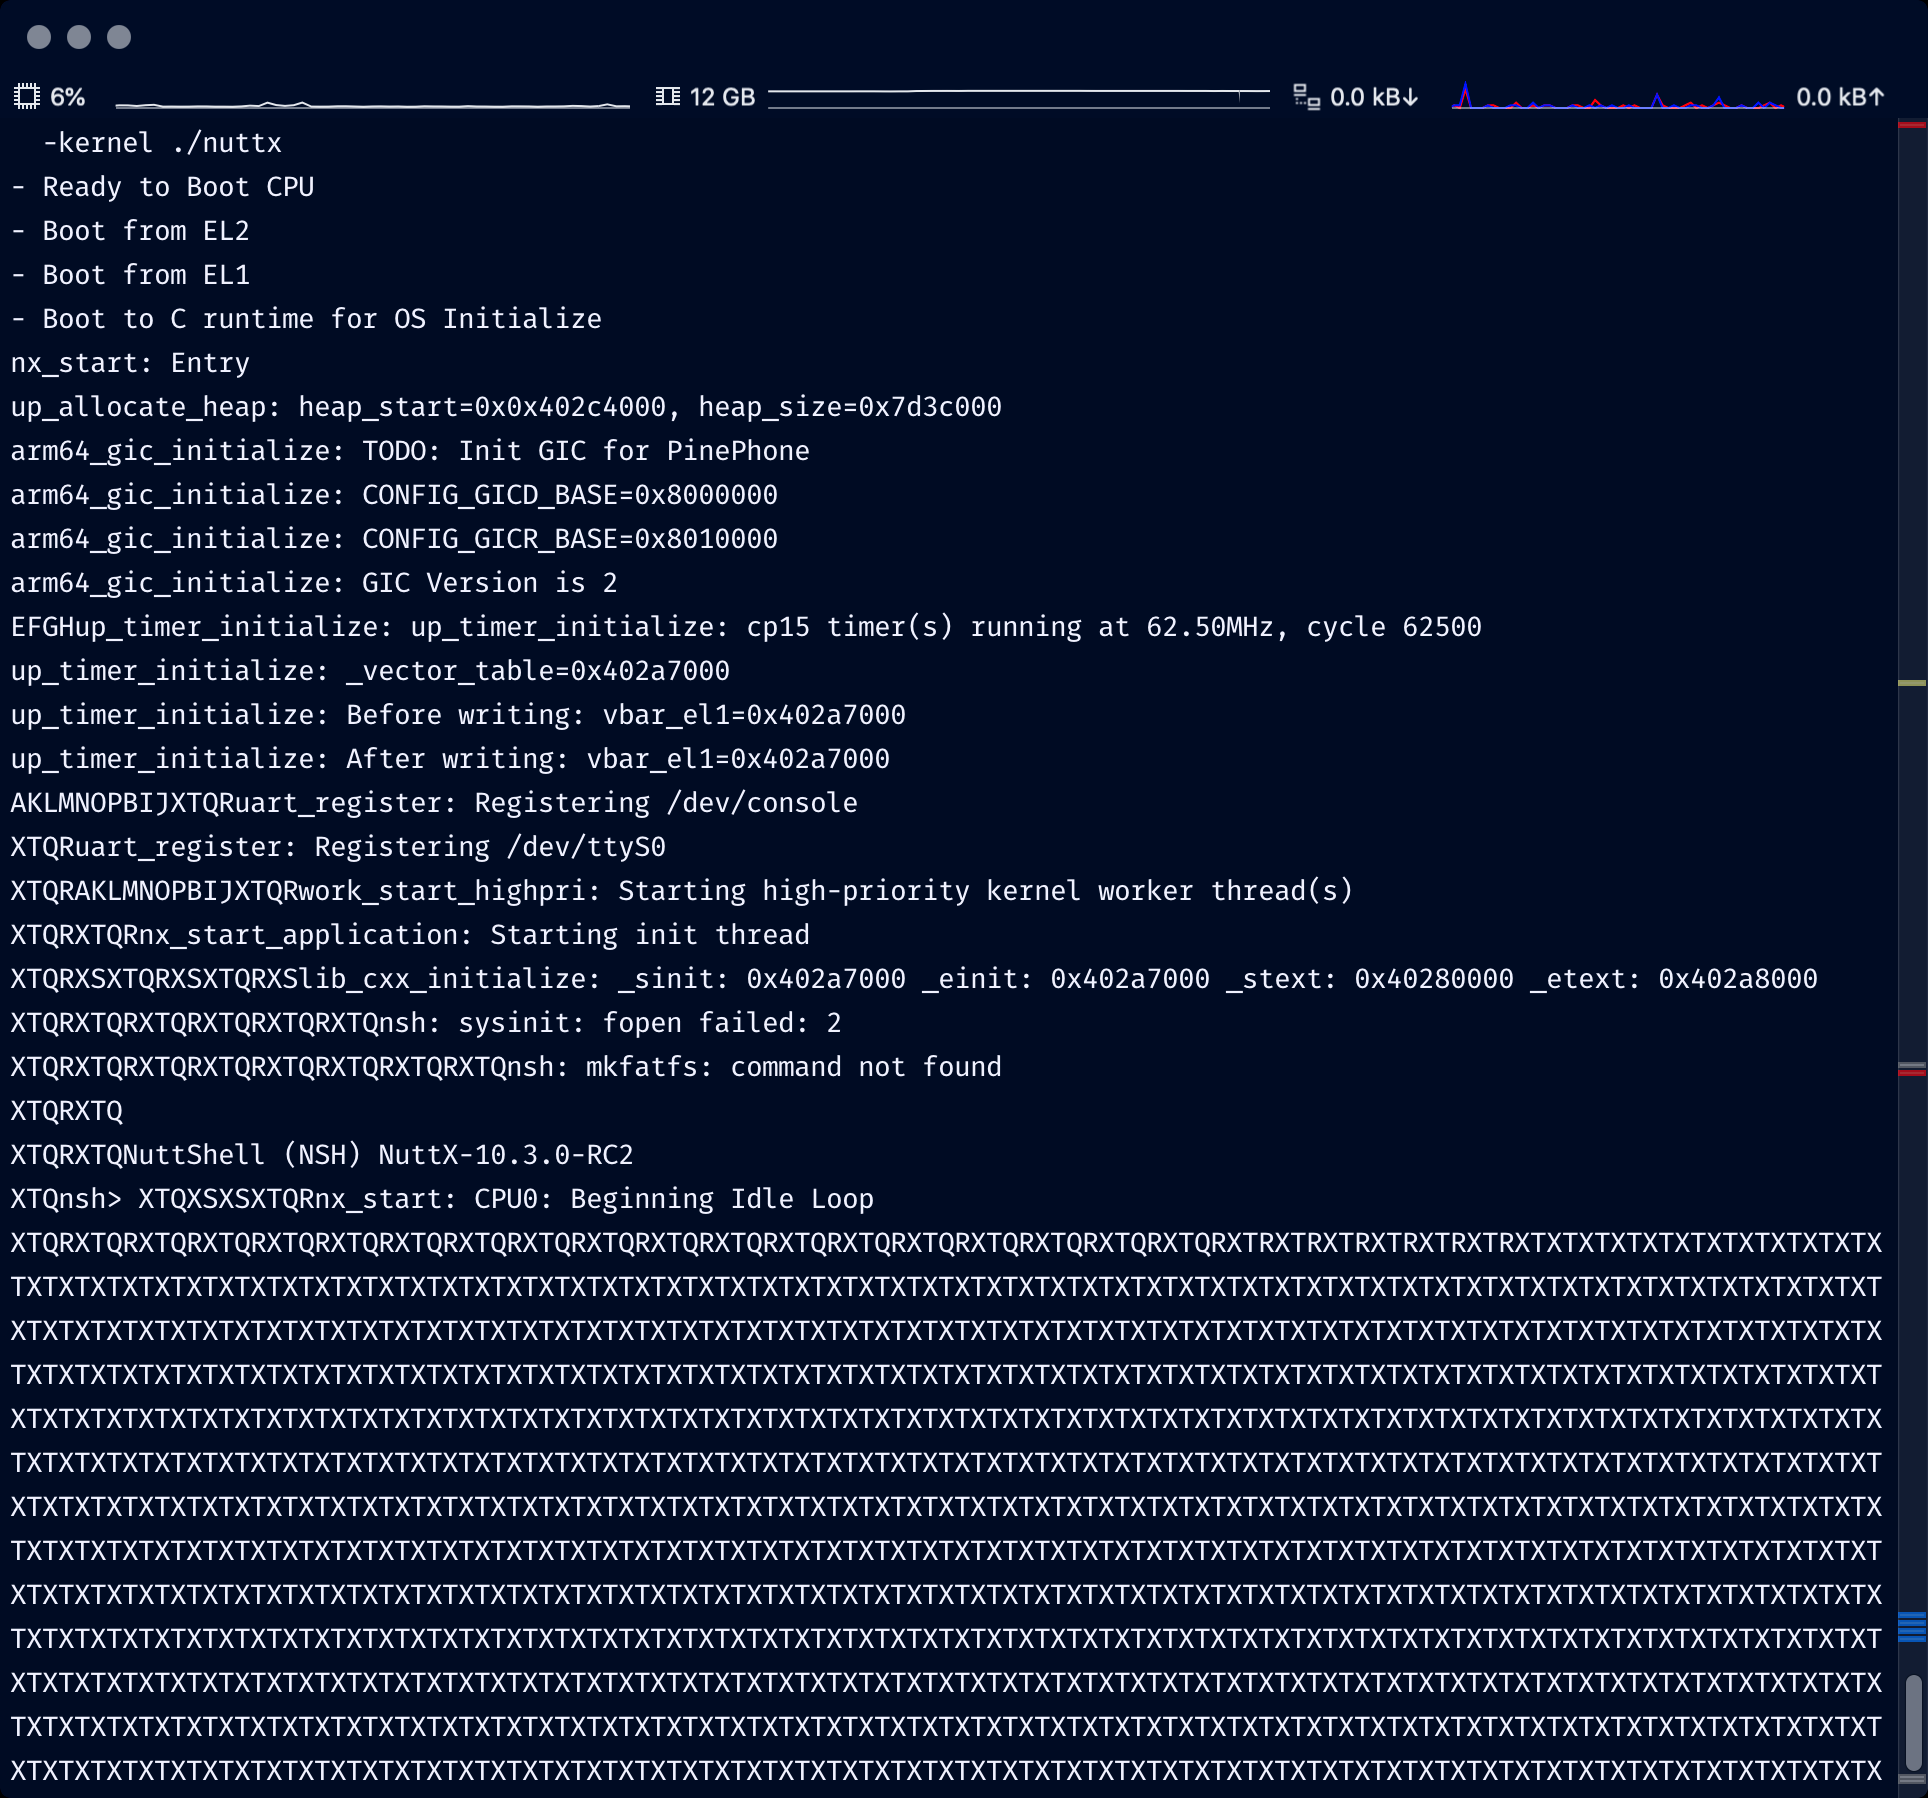 -kernel ./nuttx
6% 12 GB 0.0 kB↓ 0.0 kB↑
- Ready to Boot CPU
- Boot from EL2
- Boot from EL1
- Boot to C runtime for OS Initialize
nx_start: Entry
up_allocate_heap: heap_start=0x0x402c4000, heap_size=0x7d3c000
arm64_gic_initialize: TODO: Init GIC for PinePhone
arm64_gic_initialize: CONFIG_GICD_BASE=0x8000000
arm64_gic_initialize: CONFIG_GICR_BASE=0x8010000
arm64_gic_initialize: GIC Version is 2
EFGHup_timer_initialize: up_timer_initialize: cp15 timer(s) running at 62.50MHz, cycle 62500
up_timer_initialize: _vector_table=0x402a7000
up_timer_initialize: Before writing: vbar_el1=0x402a7000
up_timer_initialize: After writing: vbar_el1=0x402a7000
AKLMNOPBIJXTQRuart_register: Registering /dev/console
XTQRuart_register: Registering /dev/ttyS0
XTQRAKLMNOPBIJXTQRwork_start_highpri: Starting high-priority kernel worker thread(s)
XTQRXTQRnx_start_application: Starting init thread
XTQRXSXTQRXSXTQRXSlib_cxx_initialize: _sinit: 0x402a7000 _einit: 0x402a7000 _stext: 0x40280000 _etext: 0x402a8000
XTQRXTQRXTQRXTQRXTQRXTQnsh: sysinit: fopen failed: 2
XTQRXTQRXTQRXTQRXTQRXTQRXTQRXTQnsh: mkfatfs: command not found
XTQRXTQ
XTQRXTQNuttShell (NSH) NuttX-10.3.0-RC2
XTQnsh> XTQXSXSXTQRnx_start: CPU0: Beginning Idle Loop
XTQRXTQRXTQRXTQRXTQRXTQRXTQRXTQRXTQRXTQRXTQRXTQRXTQRXTQRXTQRXTQRXTQRXTQRXTQRXTRXTRXTRXTRXTRXTRXTXTXTXTXTXTXTXTXTXTXTX
TXTXTXTXTXTXTXTXTXTXTXTXTXTXTXTXTXTXTXTXTXTXTXTXTXTXTXTXTXTXTXTXTXTXTXTXTXTXTXTXTXTXTXTXTXTXTXTXTXTXTXTXTXTXTXTXTXTXT
XTXTXTXTXTXTXTXTXTXTXTXTXTXTXTXTXTXTXTXTXTXTXTXTXTXTXTXTXTXTXTXTXTXTXTXTXTXTXTXTXTXTXTXTXTXTXTXTXTXTXTXTXTXTXTXTXTXTX
TXTXTXTXTXTXTXTXTXTXTXTXTXTXTXTXTXTXTXTXTXTXTXTXTXTXTXTXTXTXTXTXTXTXTXTXTXTXTXTXTXTXTXTXTXTXTXTXTXTXTXTXTXTXTXTXTXTXT
XTXTXTXTXTXTXTXTXTXTXTXTXTXTXTXTXTXTXTXTXTXTXTXTXTXTXTXTXTXTXTXTXTXTXTXTXTXTXTXTXTXTXTXTXTXTXTXTXTXTXTXTXTXTXTXTXTXTX
TXTXTXTXTXTXTXTXTXTXTXTXTXTXTXTXTXTXTXTXTXTXTXTXTXTXTXTXTXTXTXTXTXTXTXTXTXTXTXTXTXTXTXTXTXTXTXTXTXTXTXTXTXTXTXTXTXTXT
XTXTXTXTXTXTXTXTXTXTXTXTXTXTXTXTXTXTXTXTXTXTXTXTXTXTXTXTXTXTXTXTXTXTXTXTXTXTXTXTXTXTXTXTXTXTXTXTXTXTXTXTXTXTXTXTXTXTX
TXTXTXTXTXTXTXTXTXTXTXTXTXTXTXTXTXTXTXTXTXTXTXTXTXTXTXTXTXTXTXTXTXTXTXTXTXTXTXTXTXTXTXTXTXTXTXTXTXTXTXTXTXTXTXTXTXTXT
XTXTXTXTXTXTXTXTXTXTXTXTXTXTXTXTXTXTXTXTXTXTXTXTXTXTXTXTXTXTXTXTXTXTXTXTXTXTXTXTXTXTXTXTXTXTXTXTXTXTXTXTXTXTXTXTXTXTX
TXTXTXTXTXTXTXTXTXTXTXTXTXTXTXTXTXTXTXTXTXTXTXTXTXTXTXTXTXTXTXTXTXTXTXTXTXTXTXTXTXTXTXTXTXTXTXTXTXTXTXTXTXTXTXTXTXTXT
XTXTXTXTXTXTXTXTXTXTXTXTXTXTXTXTXTXTXTXTXTXTXTXTXTXTXTXTXTXTXTXTXTXTXTXTXTXTXTXTXTXTXTXTXTXTXTXTXTXTXTXTXTXTXTXTXTXTX
TXTXTXTXTXTXTXTXTXTXTXTXTXTXTXTXTXTXTXTXTXTXTXTXTXTXTXTXTXTXTXTXTXTXTXTXTXTXTXTXTXTXTXTXTXTXTXTXTXTXTXTXTXTXTXTXTXTXT
XTXTXTXTXTXTXTXTXTXTXTXTXTXTXTXTXTXTXTXTXTXTXTXTXTXTXTXTXTXTXTXTXTXTXTXTXTXTXTXTXTXTXTXTXTXTXTXTXTXTXTXTXTXTXTXTXTXTX